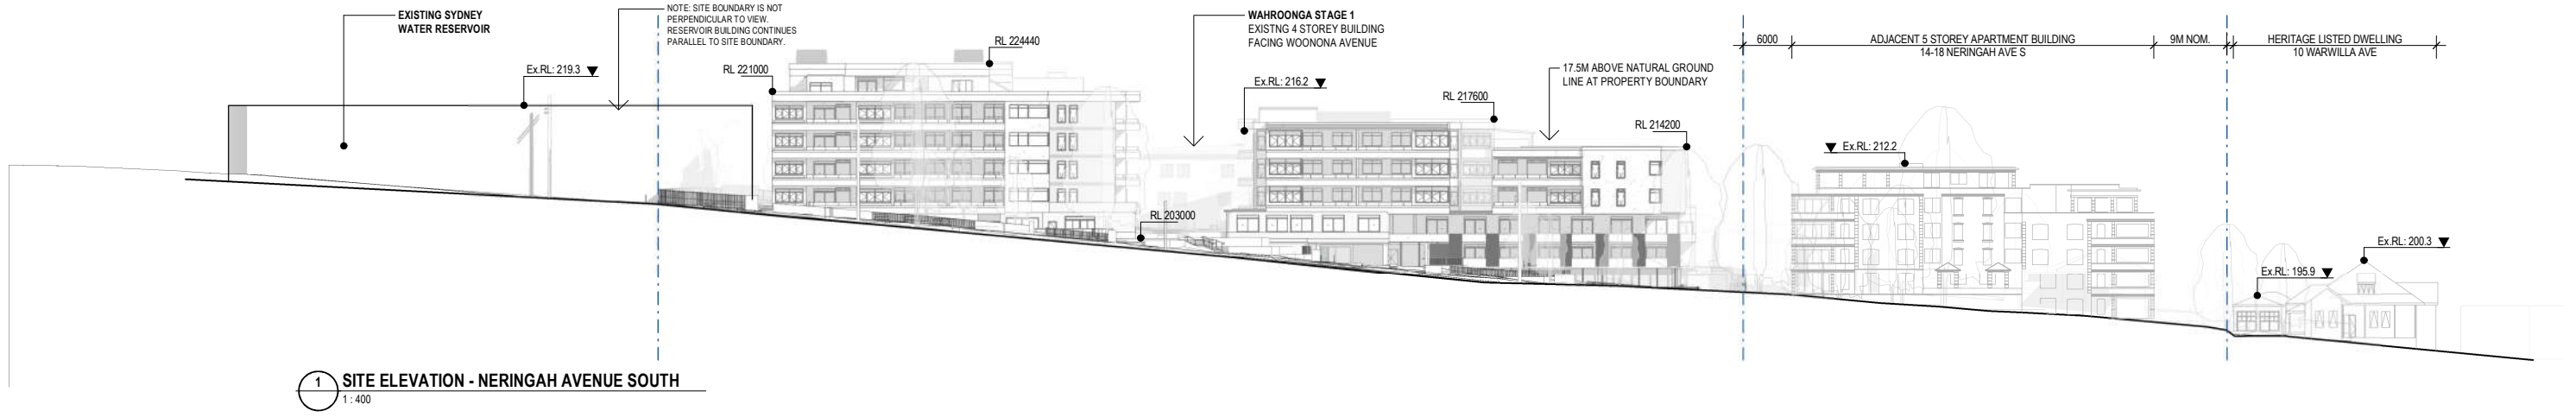 EXISTING SYDNEY
WATER RESERVOIR
NOTE: SITE BOUNDARY IS NOT
PERPENDICULAR TO VIEW.
RESERVOIR BUILDING CONTINUES
PARALLEL TO SITE BOUNDARY.
Ex.RL: 219.3
RL 221000
RL 224440
WAHROONGA STAGE 1
EXISTNG 4 STOREY BUILDING
FACING WOONONA AVENUE
Ex.RL: 216.2
RL 203000
RL 217600
17.5M ABOVE NATURAL GROUND
LINE AT PROPERTY BOUNDARY
RL 214200
6000
ADJACENT 5 STOREY APARTMENT BUILDING
14-18 NERINGAH AVE S
9M NOM.
HERITAGE LISTED DWELLING
10 WARWILLA AVE
Ex.RL: 212.2
Ex.RL: 195.9
Ex.RL: 200.3
1
SITE ELEVATION - NERINGAH AVENUE SOUTH
1 : 400